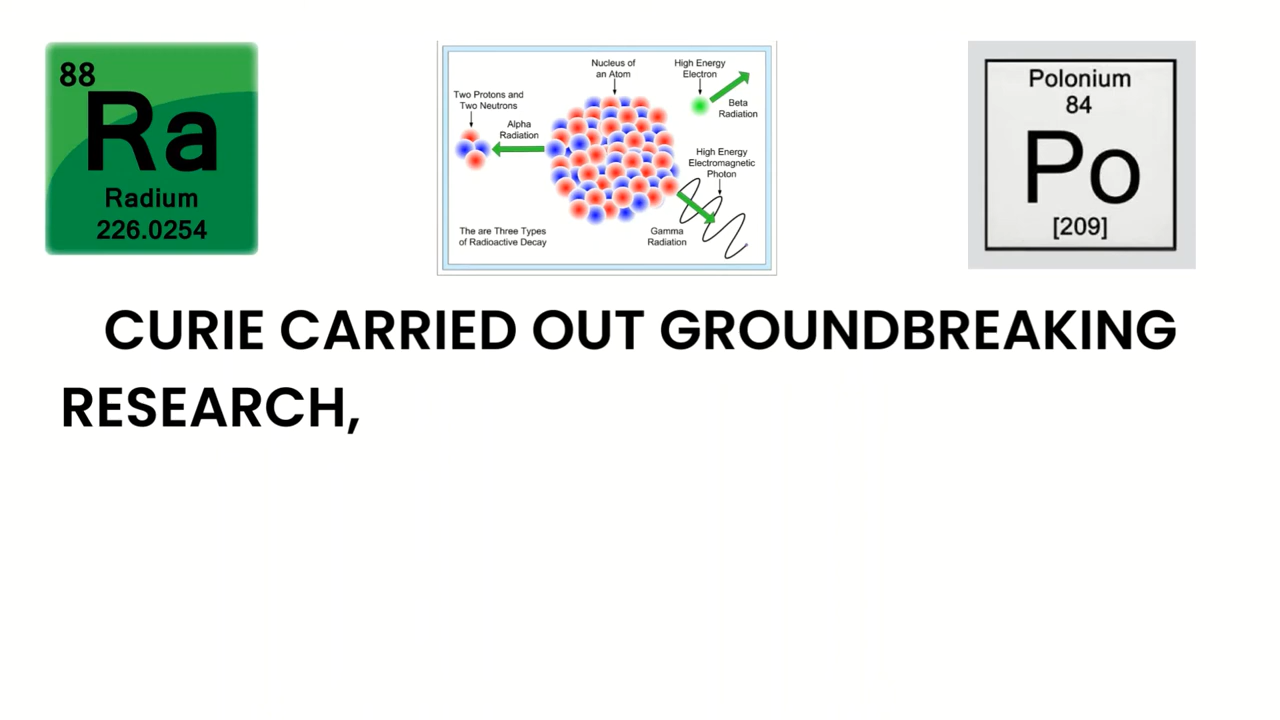 88
Ra
Radium
226.0254
Nucleus of
an Atom
High Energy
Electron
Two Protons and
Two Neutrons
Alpha
Radiation
Beta
Radiation
High Energy
Electromagnetic
Photon
The are Three Types
of Radioactive Decay
Gamma
Radiation
Polonium
84
Po
[209]
CURIE CARRIED OUT GROUNDBREAKING
RESEARCH,